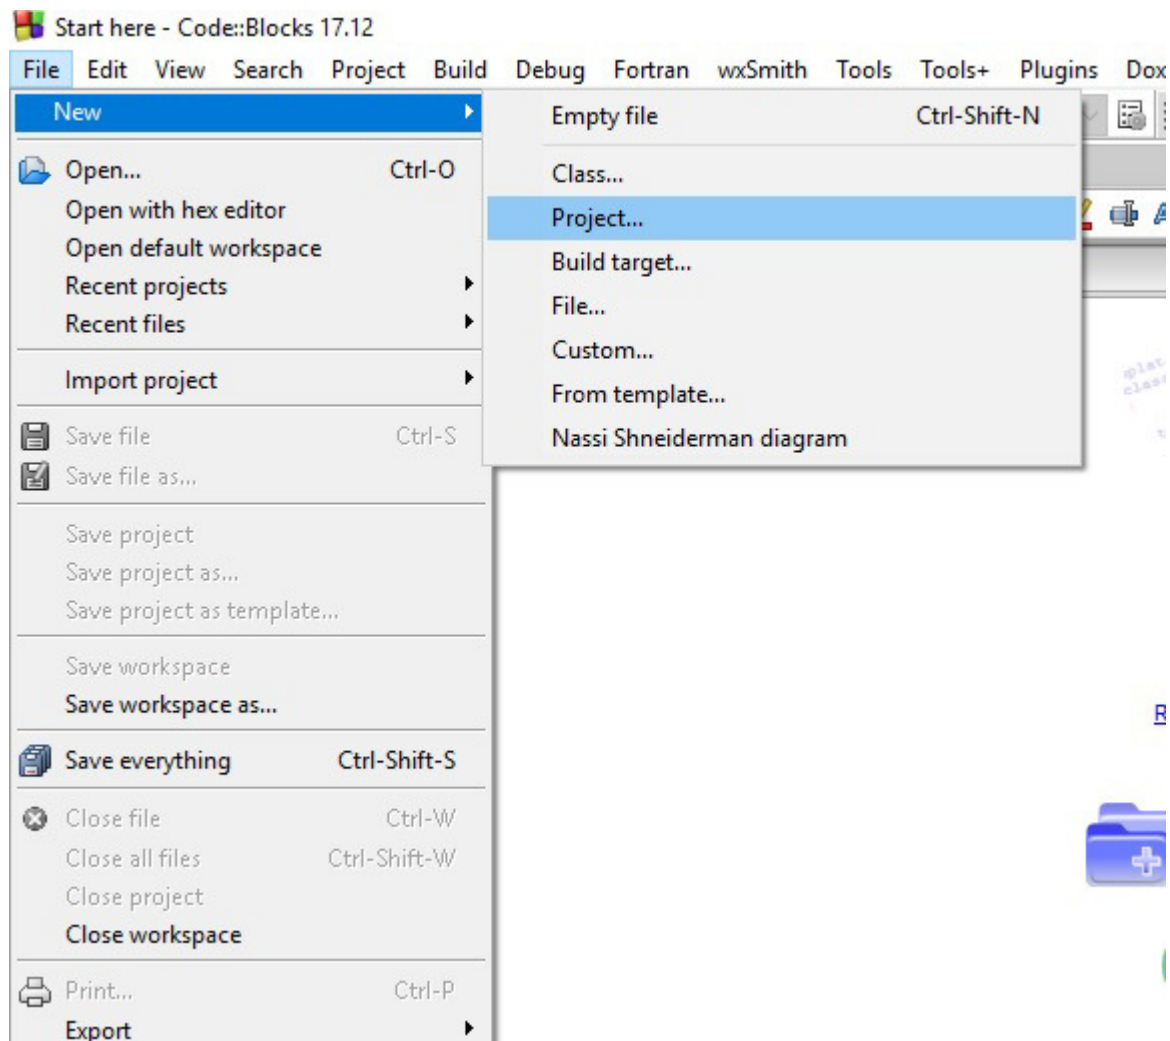 Start here - Code::Blocks 17.12
File Edit View Search Project Build Debug Fortran wxSmith Tools Tools+ Plugins Dox
New
Open... Ctrl-O
Open with hex editor
Open default workspace
Recent projects
Recent files
Import project
Save file Ctrl-S
Save file as...
Save project
Save project as...
Save project as template...
Save workspace
Save workspace as...
Save everything Ctrl-Shift-S
Close file Ctrl-W
Close all files Ctrl-Shift-W
Close project
Close workspace
Print... Ctrl-P
Export
Empty file Ctrl-Shift-N
Class...
Project...
Build target...
File...
Custom...
From template...
Nassi Shneiderman diagram
R